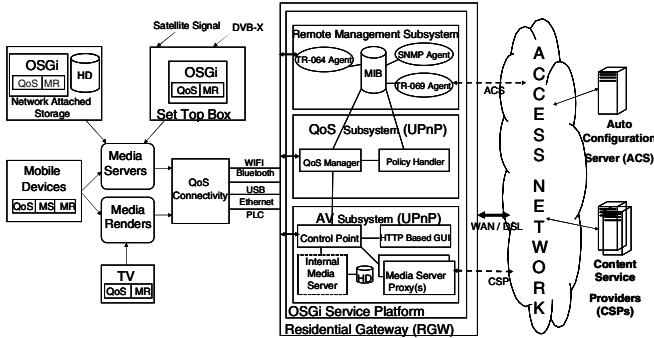 Satellite Signal
DVB-X
OSGi
QoS MR
HD
Network Attached
Storage
OSGi
QoS MR
Set Top Box
Mobile
Devices
QoS MS MR
Media
Servers
Media
Renders
TV
QoS MR
QoS
Connectivity
WIFI
Bluetooth
USB
Ethernet
PLC
Remote Management Subsystem
TR-064 Agent
MIB
SNMP Agent
TR-069 Agent
QoS Subsystem (UPnP)
QoS Manager
Policy Handler
AV Subsystem (UPnP)
Control Point
HTTP Based GUI
Internal
Media
Server
HD
Media Server
Proxy(s)
OSGi Service Platform
Residential Gateway (RGW)
ACS
WAN / DSL
CSP
ACCESS NETWORK
Auto
Configuration
Server (ACS)
Content
Service
Providers
(CSPs)